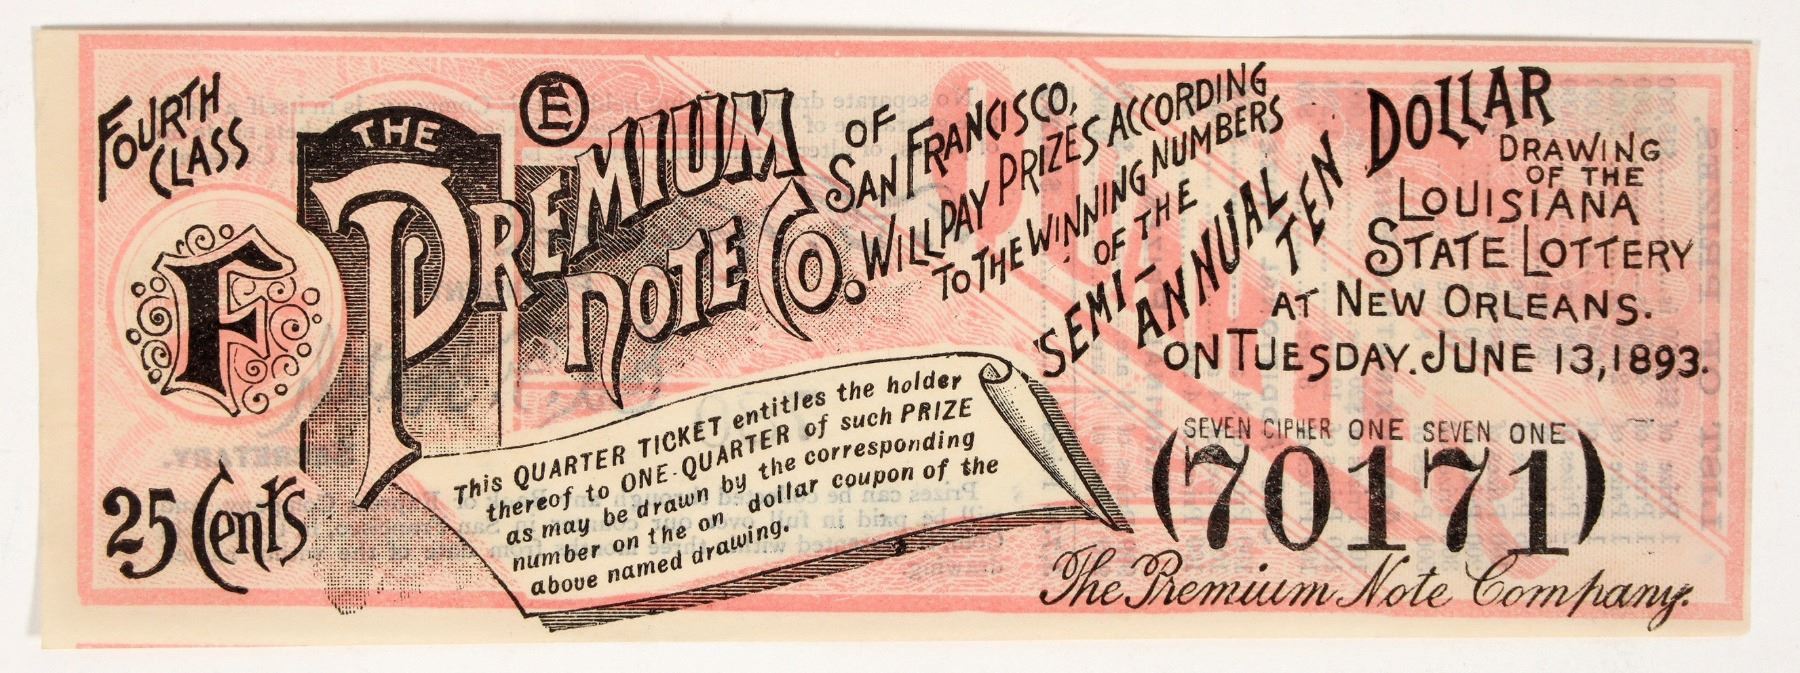 FOURTH
CLASS
E
25 Cents
E
THE
PREMIUM
NOTE CO.
OF
SAN FRANCISCO,
WILL PAY PRIZES ACCORDING
TO THE WINNING NUMBERS
OF THE
SEMI-
ANNUAL
TEN
DOLLAR
DRAWING
OF THE
LOUISIANA
STATE LOTTERY
AT NEW ORLEANS.
ON TUESDAY. JUNE 13, 1893.
This QUARTER TICKET entitles the holder
thereof to ONE-QUARTER of such PRIZE
as may be drawn by the corresponding
number on the on dollar coupon of the
above named drawing.
SEVEN CIPHER ONE SEVEN ONE
(70171)
The Premium Note Company.